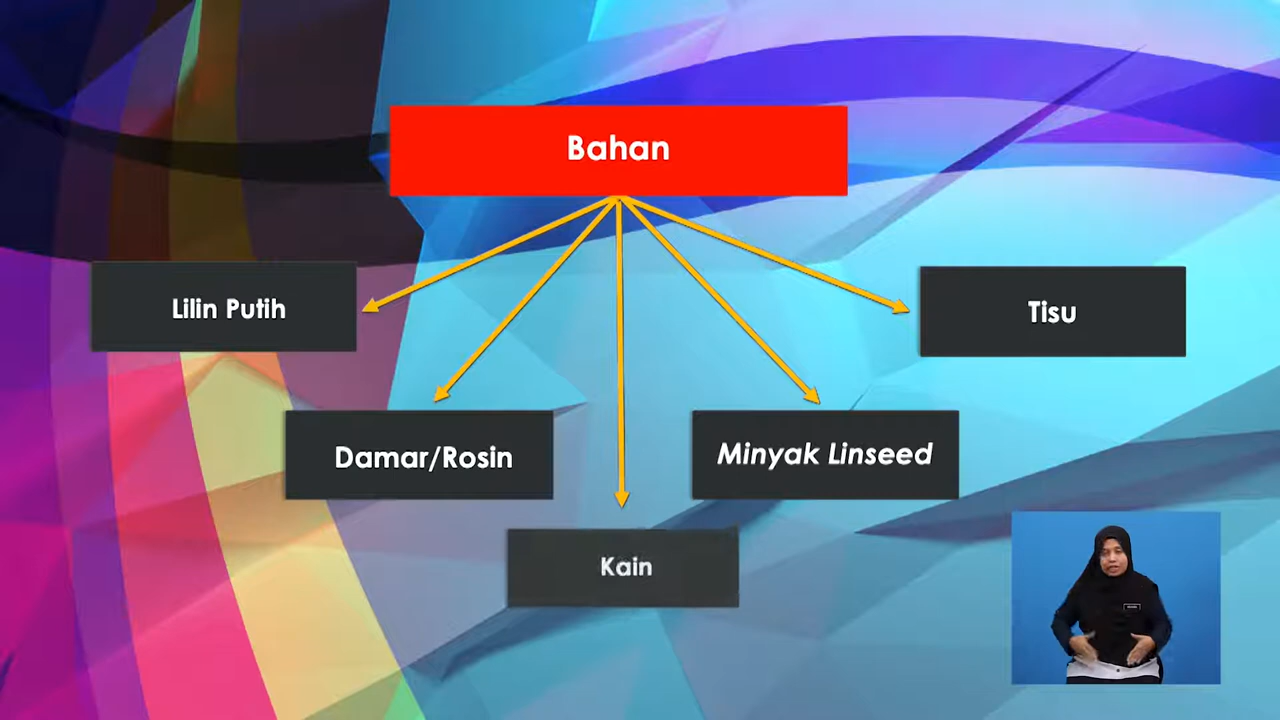 Bahan
Lilin Putih
Tisu
Damar/Rosin
Minyak Linseed
Kain